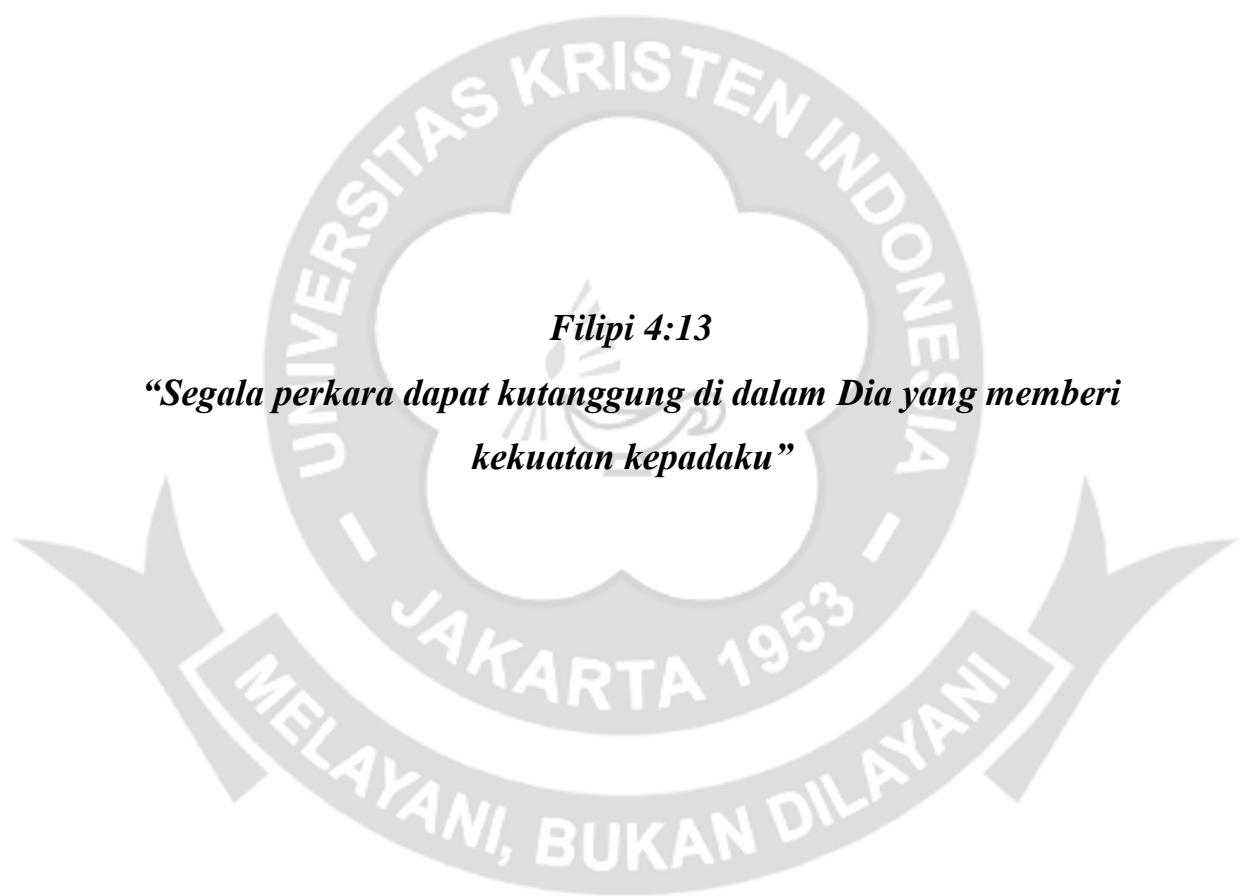 UNIVERSITAS KRISTEN INDONESIA
Filipi 4:13
“Segala perkara dapat kutanggung di dalam Dia yang memberi
kekuatan kepadaku”
JAKARTA 1953
MELAYANI, BUKAN DILAYANI